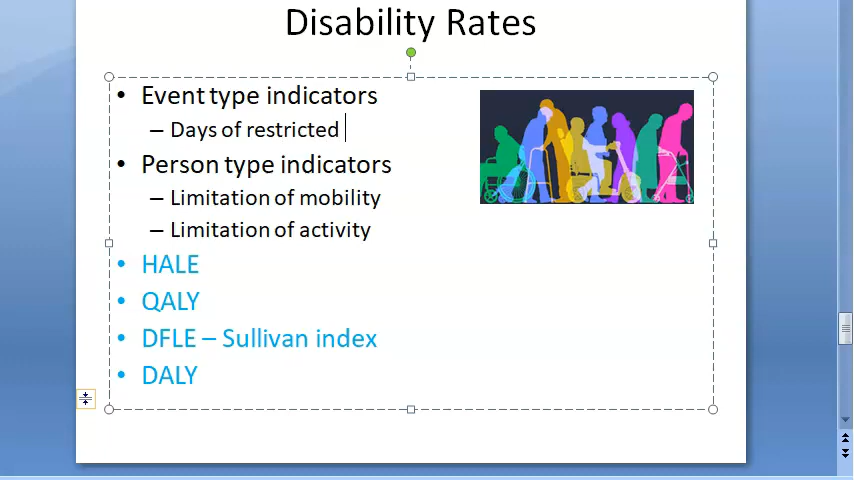 Disability Rates
• Event type indicators
– Days of restricted
• Person type indicators
– Limitation of mobility
– Limitation of activity
• HALE
• QALY
• DFLE – Sullivan index
• DALY